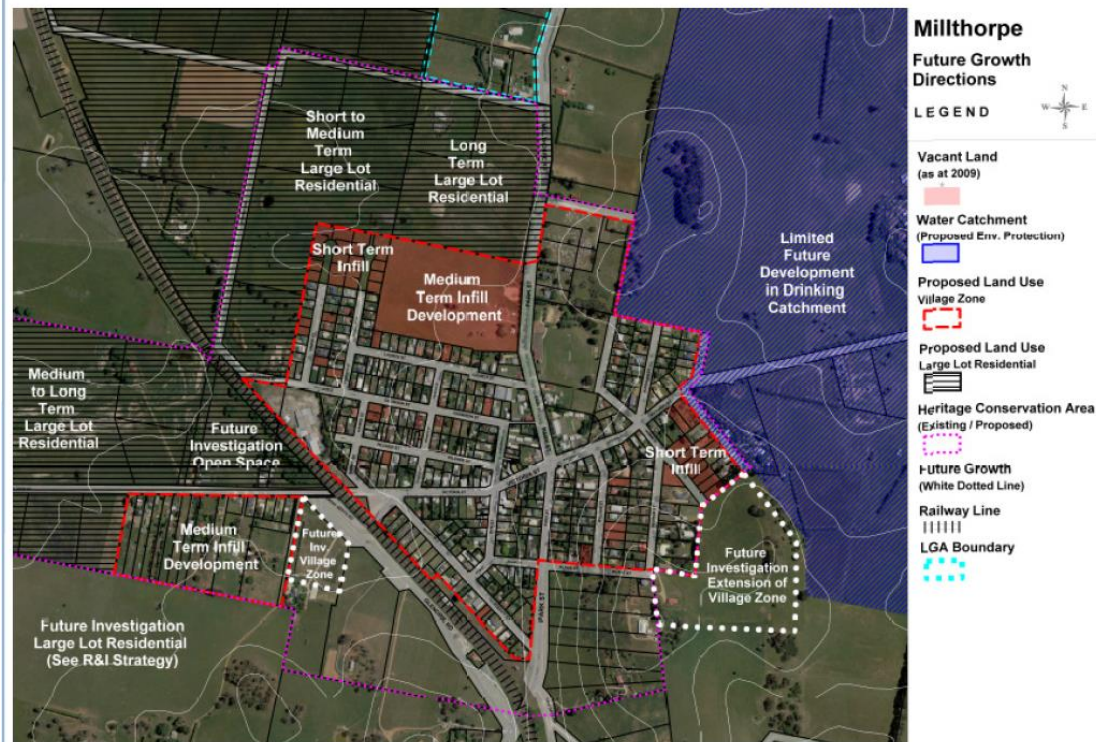 Short to
Medium
Term
Large Lot
Residential
Long
Term
Large Lot
Residential
Short Term
Infill
Medium
Term Infill
Development
Limited
Future
Development
in Drinking
Catchment
Medium
to Long
Term
Large Lot
Residential
Future
Investigation
Open Space
Short Term
Infill
Medium
Term Infill
Development
Future
Inv
Village
Zone
Future
Investigation
Extension of
Village Zone
Future Investigation
Large Lot Residential
(See R&I Strategy)
PARK ST
PARK ST
Millthorpe
Future Growth
Directions
LEGEND
N
W
E
S
Vacant Land
(as at 2009)
Water Catchment
(Proposed Env. Protection)
Proposed Land Use
Village Zone
Proposed Land Use
Large Lot Residential
Heritage Conservation Area
(Existing / Proposed)
Future Growth
(White Dotted Line)
Railway Line
LGA Boundary